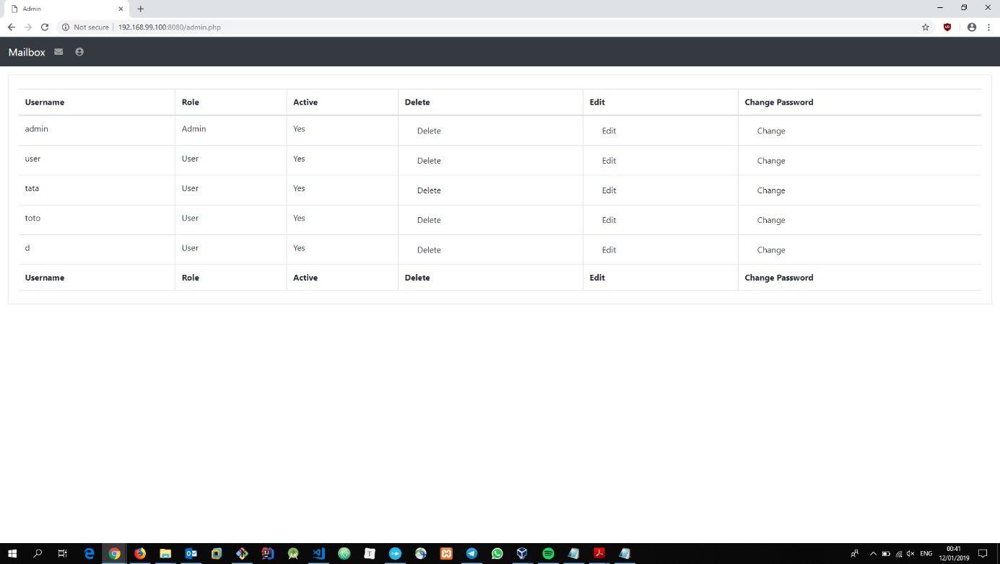 Admin
Not secure | 192.168.99.100:8080/admin.php
Mailbox
Username Role Active Delete Edit Change Password
admin Admin Yes Delete Edit Change
user User Yes Delete Edit Change
tata User Yes Delete Edit Change
toto User Yes Delete Edit Change
d User Yes Delete Edit Change
Username Role Active Delete Edit Change Password
ENG
00:41
12/01/2019